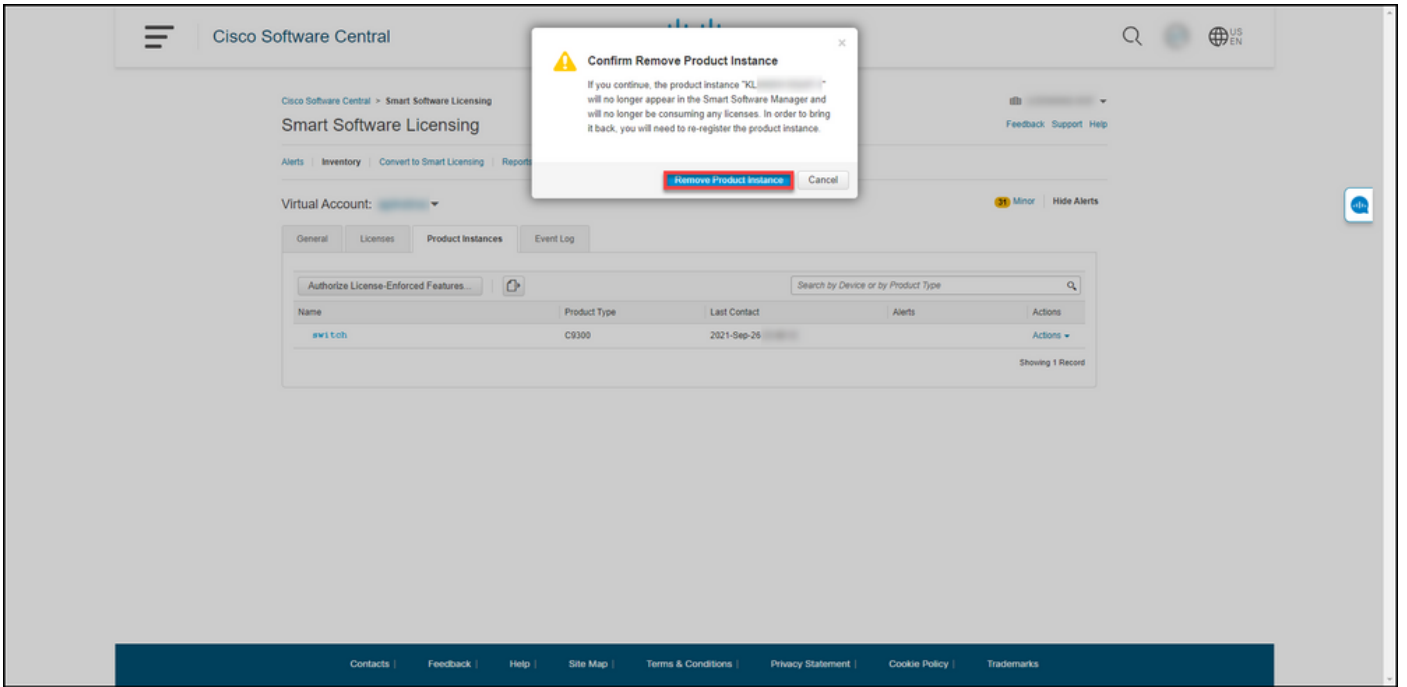 Cisco Software Central
US
EN
Confirm Remove Product Instance
If you continue, the product instance "KL "
will no longer appear in the Smart Software Manager and
will no longer be consuming any licenses. In order to bring
it back, you will need to re-register the product instance.
Remove Product Instance Cancel
Cisco Software Central > Smart Software Licensing
Smart Software Licensing
Feedback Support Help
Alerts | Inventory | Convert to Smart Licensing | Reports
Virtual Account:
31 Minor | Hide Alerts
General Licenses Product Instances Event Log
Authorize License-Enforced Features... Search by Device or by Product Type
Name Product Type Last Contact Alerts Actions
switch C9300 2021-Sep-26 Actions
Showing 1 Record
Contacts | Feedback | Help | Site Map | Terms & Conditions | Privacy Statement | Cookie Policy | Trademarks